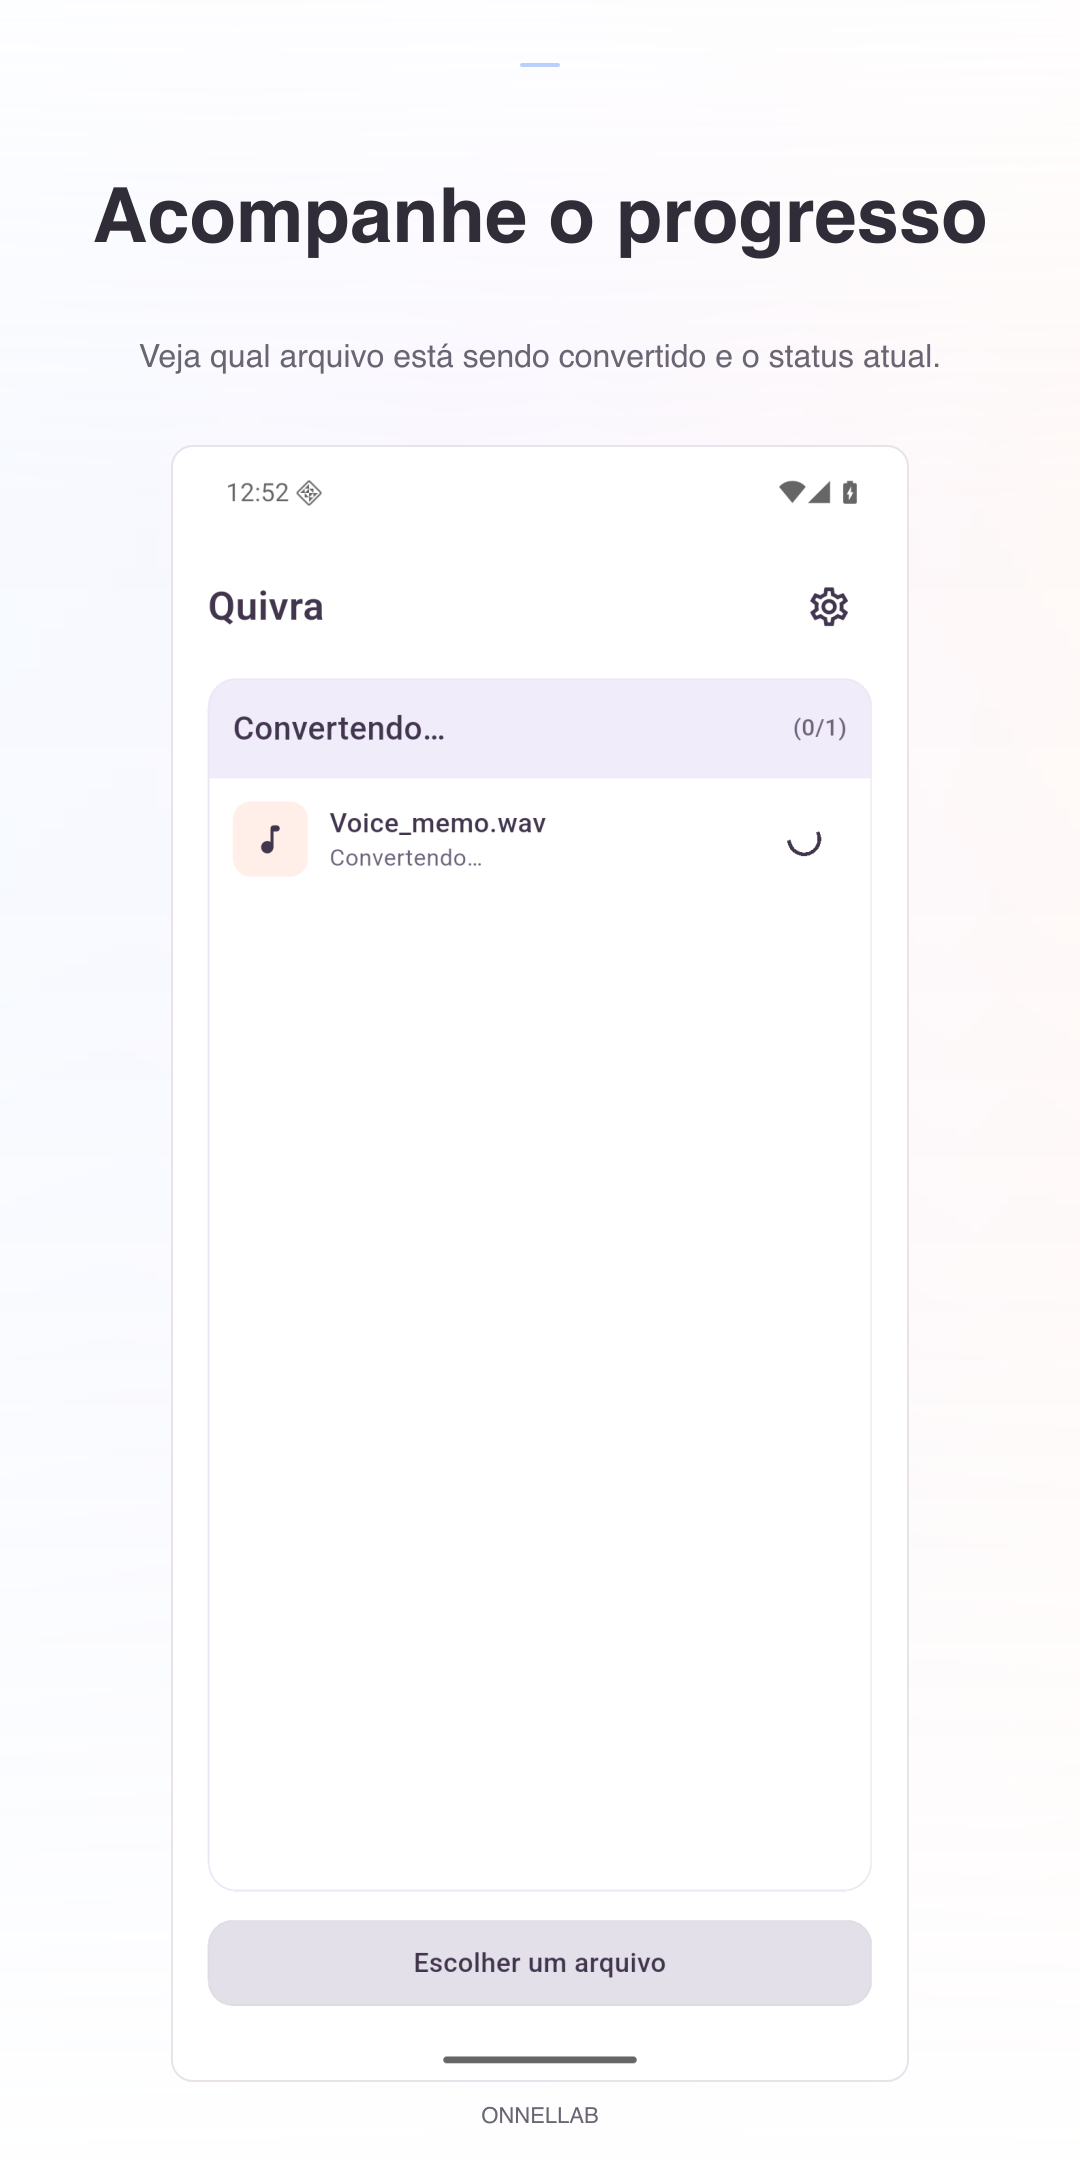 Acompanhe o progresso
Veja qual arquivo está sendo convertido e o status atual.
12:52
Quivra
Convertendo… (0/1)
Voice_memo.wav
Convertendo…
Escolher um arquivo
ONNELLAB